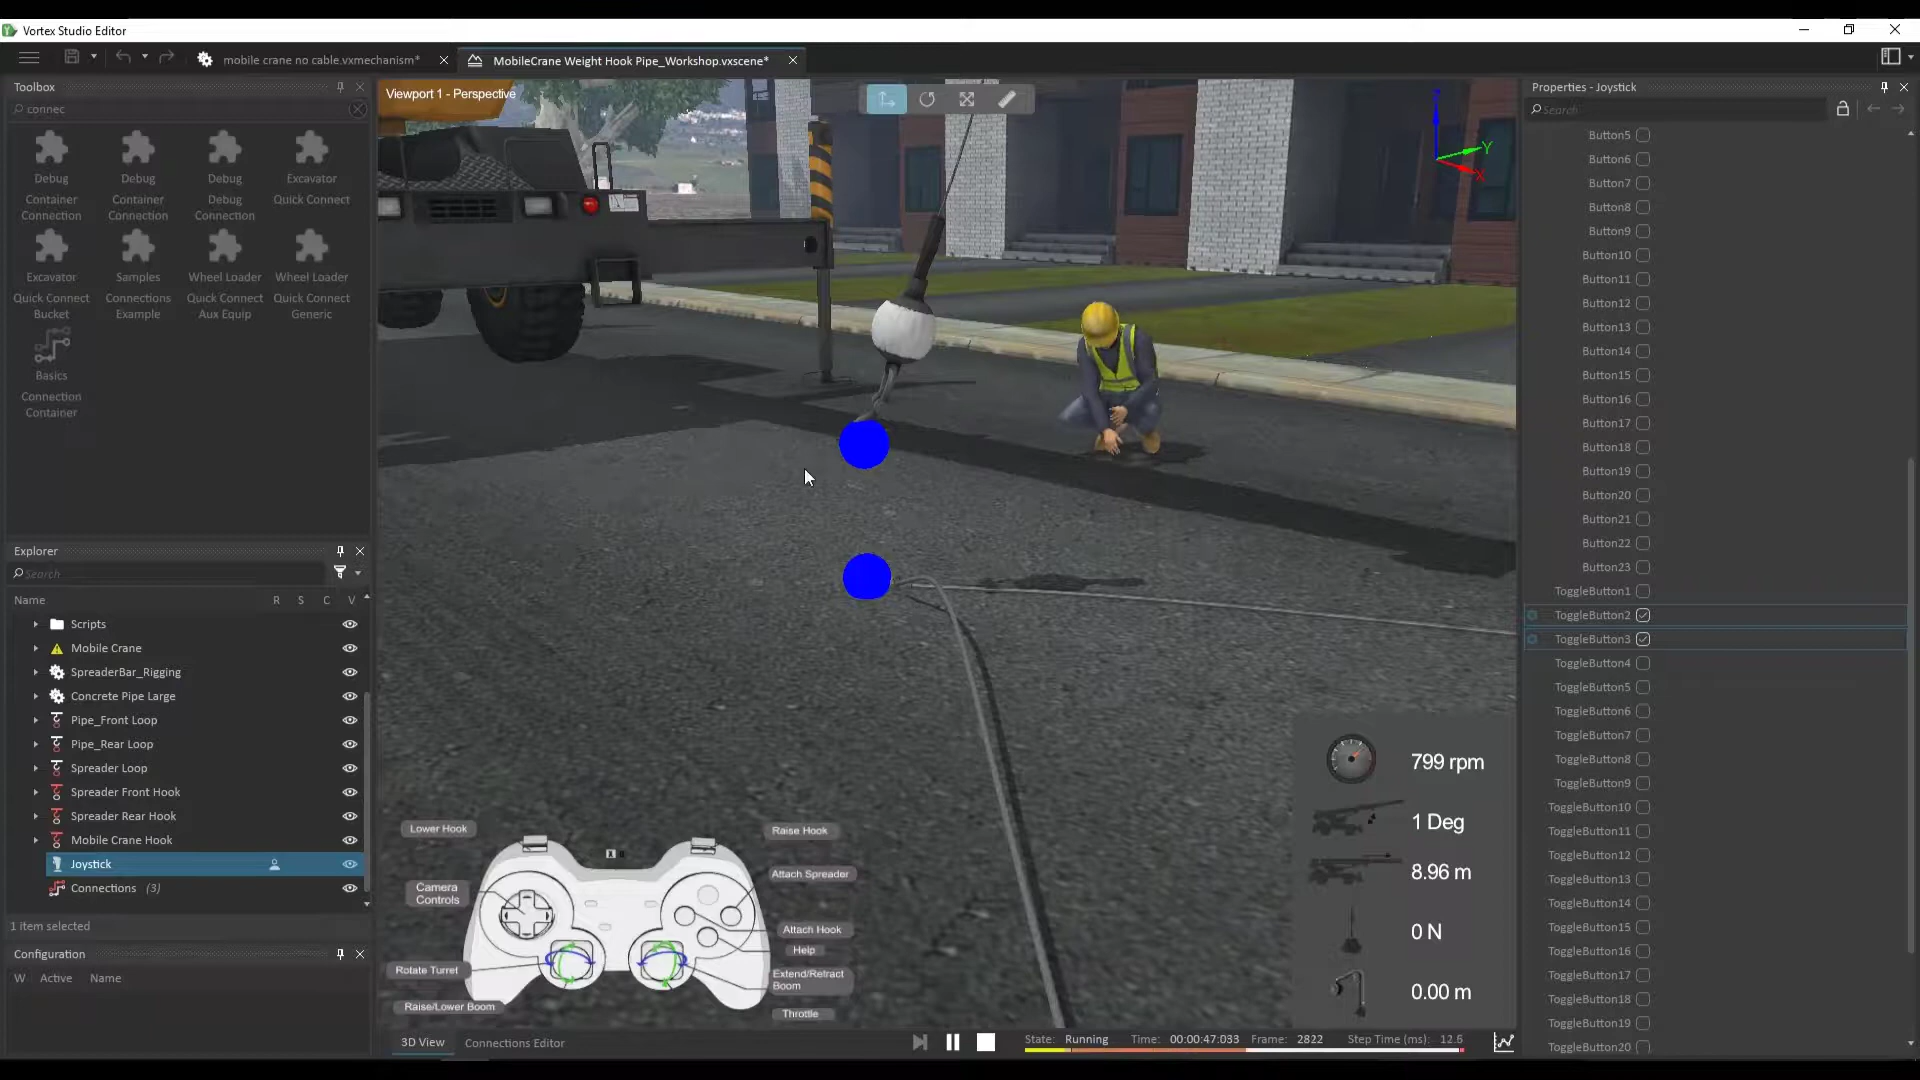 Vortex Studio Editor
mobile crane no cable.vxmechanism*
MobileCrane Weight Hook Pipe_Workshop.vxscene*
Toolbox
connec
Debug
Container
Connection
Debug
Container
Connection
Debug
Debug
Connection
Excavator
Quick Connect
Excavator
Quick Connect
Bucket
Samples
Connections
Example
Wheel Loader
Quick Connect
Aux Equip
Wheel Loader
Quick Connect
Generic
Basics
Connection
Container
Explorer
Search
Name R S C V
Scripts
Mobile Crane
SpreaderBar_Rigging
Concrete Pipe Large
Pipe_Front Loop
Pipe_Rear Loop
Spreader Loop
Spreader Front Hook
Spreader Rear Hook
Mobile Crane Hook
Joystick
Connections (3)
1 item selected
Configuration
W Active Name
Viewport 1 - Perspective
Z
Y
X
Lower Hook
Raise Hook
Camera
Controls
Attach Spreader
Attach Hook
Help
Rotate Turret
Extend/Retract
Boom
Raise/Lower Boom
Throttle
799 rpm
1 Deg
8.96 m
0 N
0.00 m
3D View
Connections Editor
State: Running Time: 00:00:47:033 Frame: 2822 Step Time (ms): 12.6
Properties - Joystick
Search
Button5
Button6
Button7
Button8
Button9
Button10
Button11
Button12
Button13
Button14
Button15
Button16
Button17
Button18
Button19
Button20
Button21
Button22
Button23
ToggleButton1
ToggleButton2
ToggleButton3
ToggleButton4
ToggleButton5
ToggleButton6
ToggleButton7
ToggleButton8
ToggleButton9
ToggleButton10
ToggleButton11
ToggleButton12
ToggleButton13
ToggleButton14
ToggleButton15
ToggleButton16
ToggleButton17
ToggleButton18
ToggleButton19
ToggleButton20